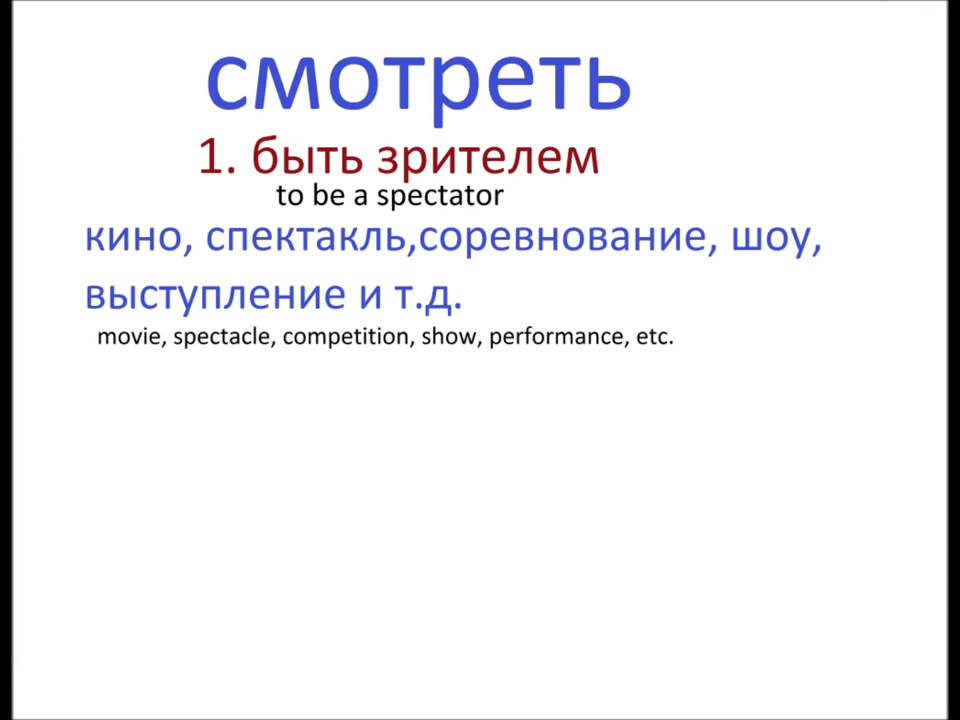 смотреть
1. быть зрителем
to be a spectator
кино, спектакль,соревнование, шоу,
выступление и т.д.
movie, spectacle, competition, show, performance, etc.